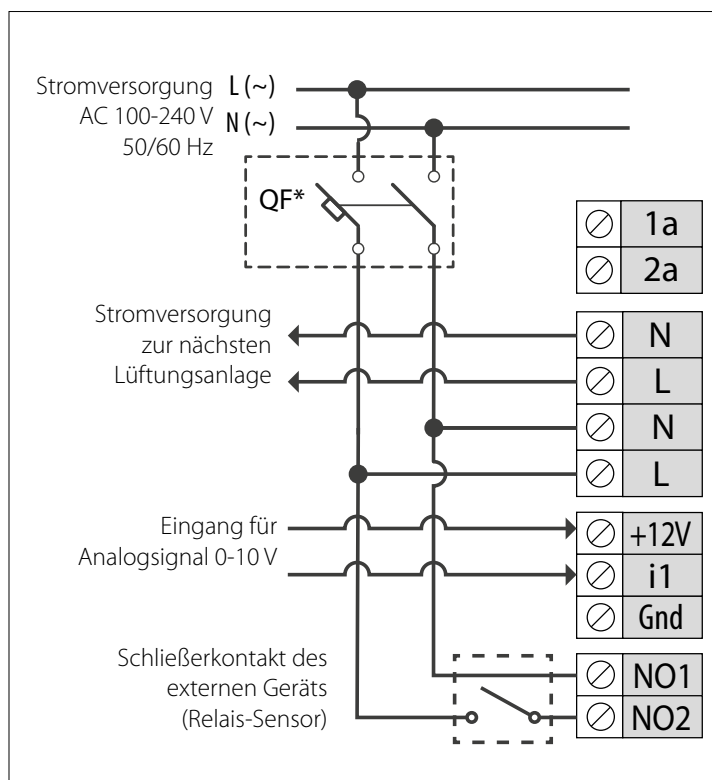 Stromversorgung L (~)
AC 100-240 V N (~)
50/60 Hz
QF*
1a
2a
Stromversorgung
zur nächsten
Lüftungsanlage
N
L
N
L
Eingang für
Analogsignal 0-10 V
+12V
i1
Gnd
Schließerkontakt des
externen Geräts
(Relais-Sensor)
NO1
NO2